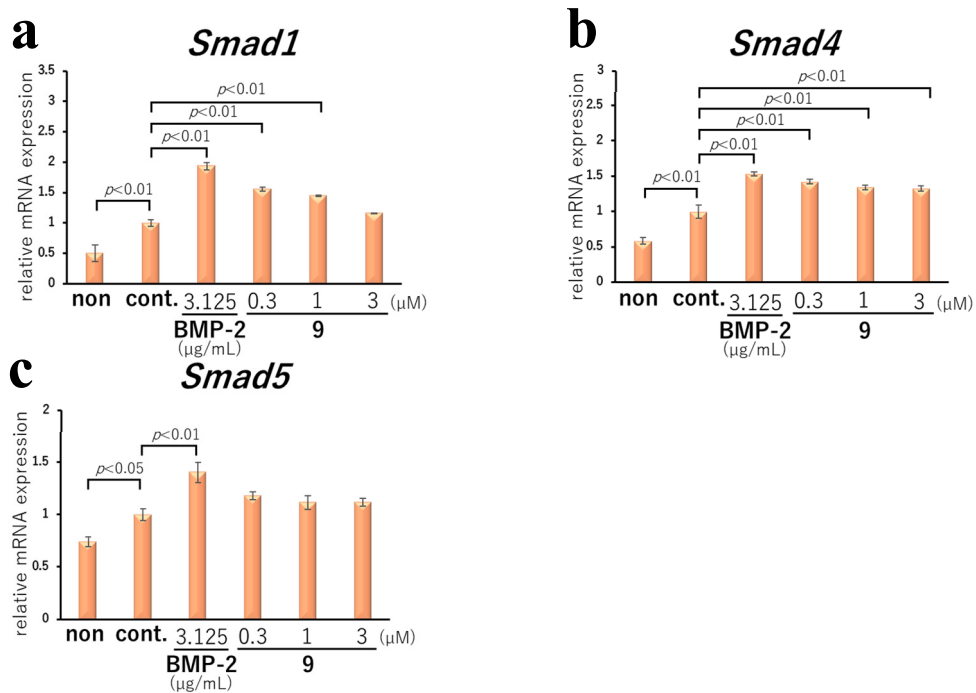 a
Smad1
relative mRNA expression
3.5
3
2.5
2
1.5
1
0.5
0
p<0.01
p<0.01
p<0.01
p<0.01
non cont. 3.125 0.3 1 3 (μM)
BMP-2 9
(μg/mL)
b
Smad4
relative mRNA expression
3
2.5
2
1.5
1
0.5
0
p<0.01
p<0.01
p<0.01
p<0.01
p<0.01
non cont. 3.125 0.3 1 3 (μM)
BMP-2 9
(μg/mL)
c
Smad5
relative mRNA expression
2
1.5
1
0.5
0
p<0.01
p<0.05
non cont. 3.125 0.3 1 3 (μM)
BMP-2 9
(μg/mL)